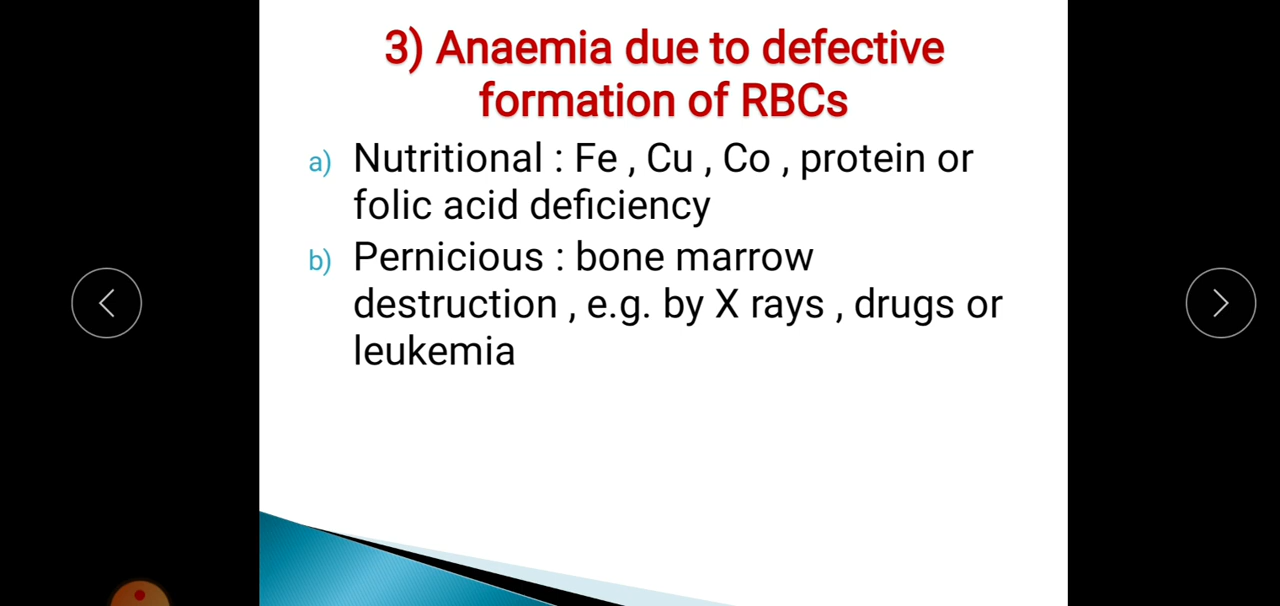 3) Anaemia due to defective
formation of RBCs
a) Nutritional : Fe , Cu , Co , protein or
folic acid deficiency
b) Pernicious : bone marrow
destruction , e.g. by X rays , drugs or
leukemia